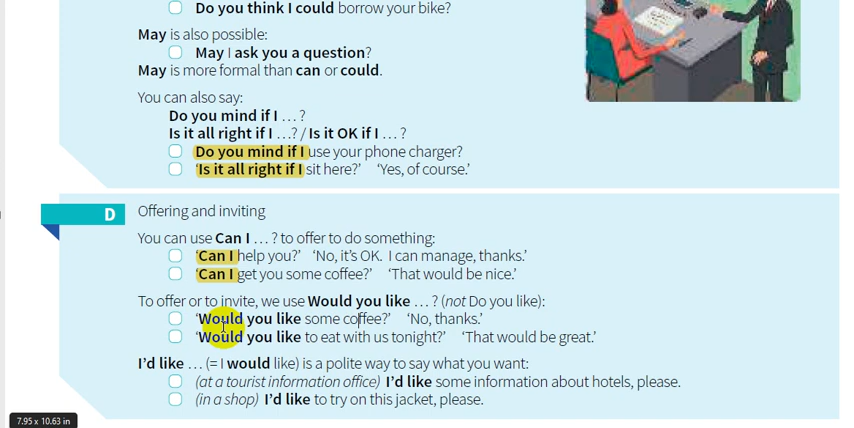 Do you think I could borrow your bike?
May is also possible:
May I ask you a question?
May is more formal than can or could.
You can also say:
Do you mind if I … ?
Is it all right if I …? / Is it OK if I … ?
Do you mind if I use your phone charger?
‘Is it all right if I sit here?’ ‘Yes, of course.’
D Offering and inviting
You can use Can I … ? to offer to do something:
‘Can I help you?’ ‘No, it’s OK. I can manage, thanks.’
‘Can I get you some coffee?’ ‘That would be nice.’
To offer or to invite, we use Would you like … ? (not Do you like):
‘Would you like some coffee?’ ‘No, thanks.’
‘Would you like to eat with us tonight?’ ‘That would be great.’
I’d like … (= I would like) is a polite way to say what you want:
(at a tourist information office) I’d like some information about hotels, please.
(in a shop) I’d like to try on this jacket, please.
7.95 x 10.63 in